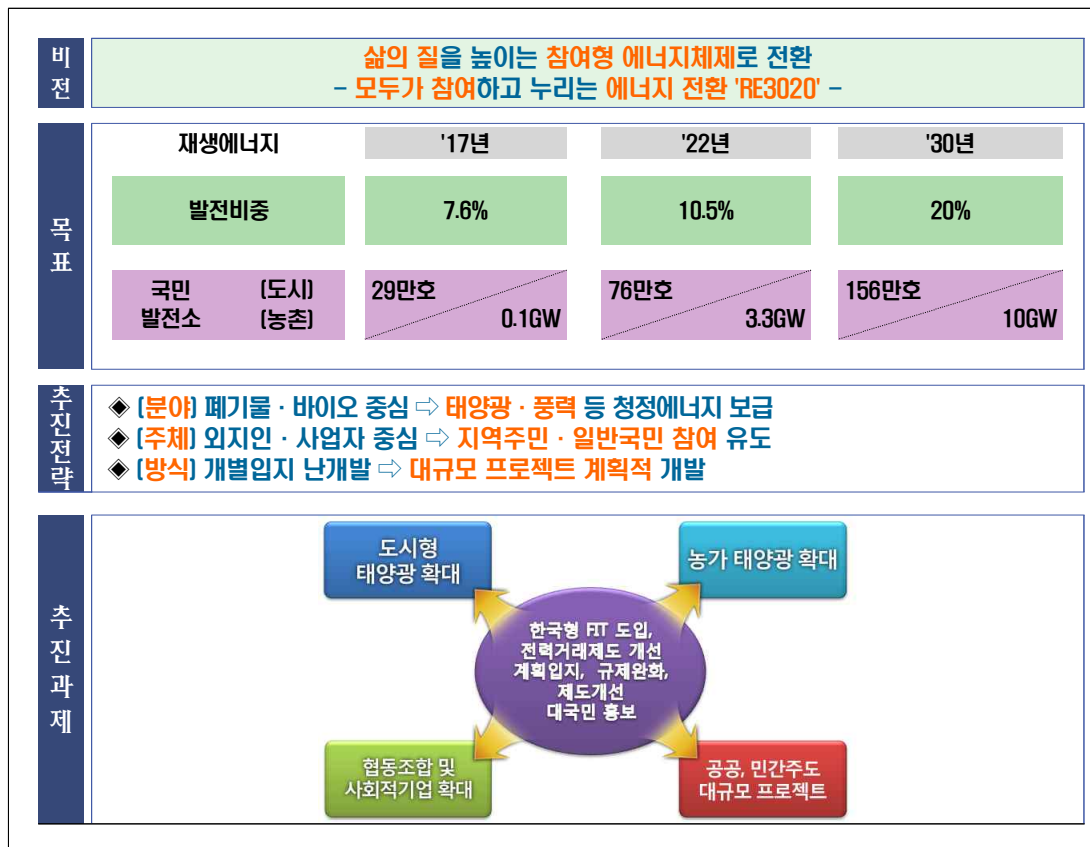 비전
삶의 질을 높이는 참여형 에너지체제로 전환
- 모두가 참여하고 누리는 에너지 전환 'RE3020' -
목표
재생에너지 '17년 '22년 '30년
발전비중 7.6% 10.5% 20%
국민 (도시) 29만호 76만호 156만호
발전소 (농촌) 0.1GW 3.3GW 10GW
추진전략
◈ (분야) 폐기물 · 바이오 중심 ⇨ 태양광 · 풍력 등 청정에너지 보급
◈ (주체) 외지인 · 사업자 중심 ⇨ 지역주민 · 일반국민 참여 유도
◈ (방식) 개별입지 난개발 ⇨ 대규모 프로젝트 계획적 개발
추진과제
도시형
태양광 확대
농가 태양광 확대
한국형 FIT 도입,
전력거래제도 개선
계획입지, 규제완화,
제도개선
대국민 홍보
협동조합 및
사회적기업 확대
공공, 민간주도
대규모 프로젝트